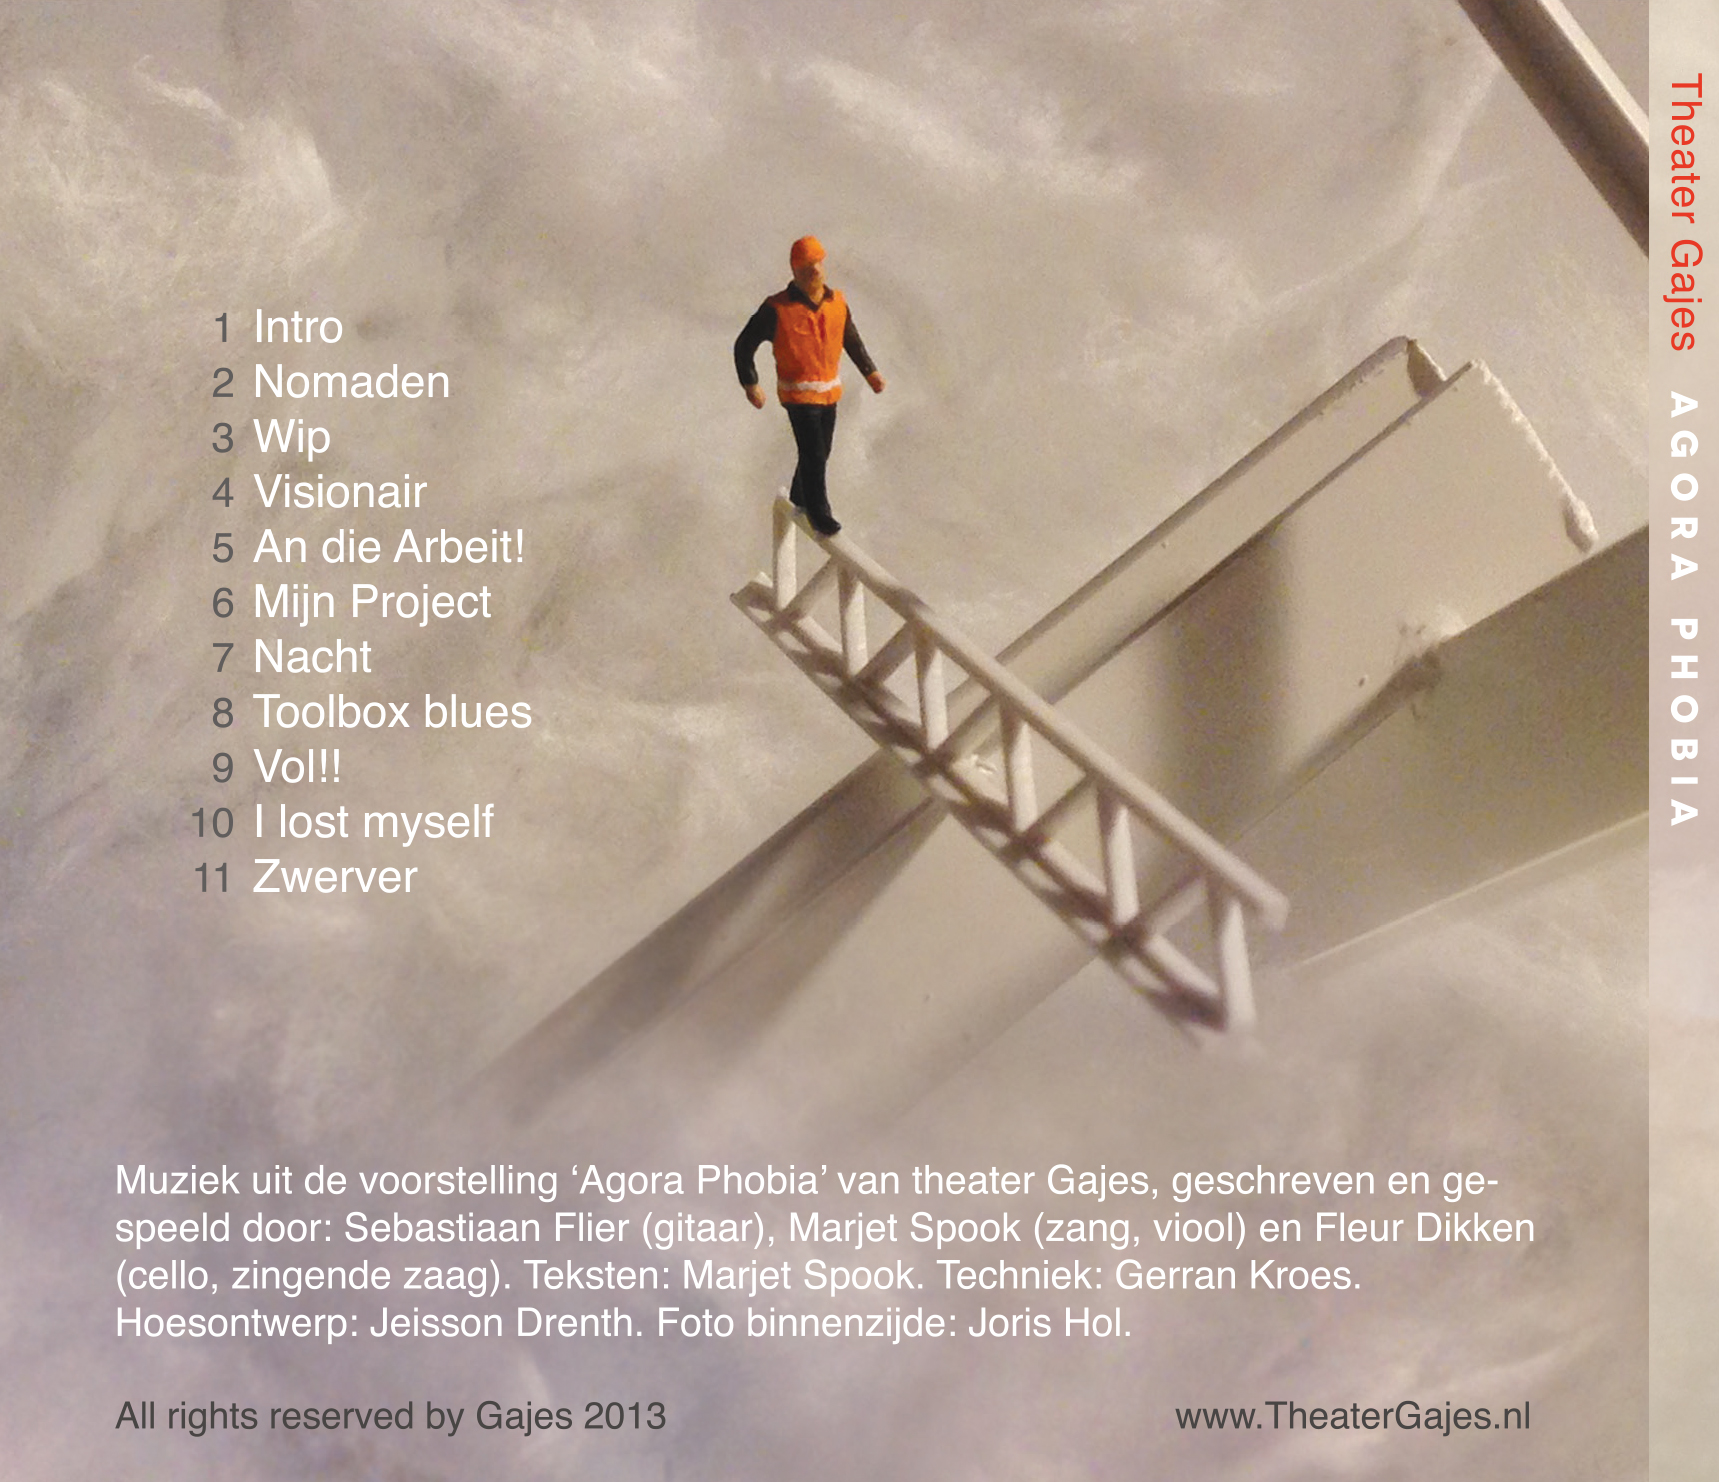 1 Intro
2 Nomaden
3 Wip
4 Visionair
5 An die Arbeit!
6 Mijn Project
7 Nacht
8 Toolbox blues
9 Vol!!
10 I lost myself
11 Zwerver
Muziek uit de voorstelling ‘Agora Phobia’ van theater Gajes, geschreven en ge-
speeld door: Sebastiaan Flier (gitaar), Marjet Spook (zang, viool) en Fleur Dikken
(cello, zingende zaag). Teksten: Marjet Spook. Techniek: Gerran Kroes.
Hoesontwerp: Jeisson Drenth. Foto binnenzijde: Joris Hol.
All rights reserved by Gajes 2013
www.TheaterGajes.nl
Theater Gajes AGORA PHOBIA